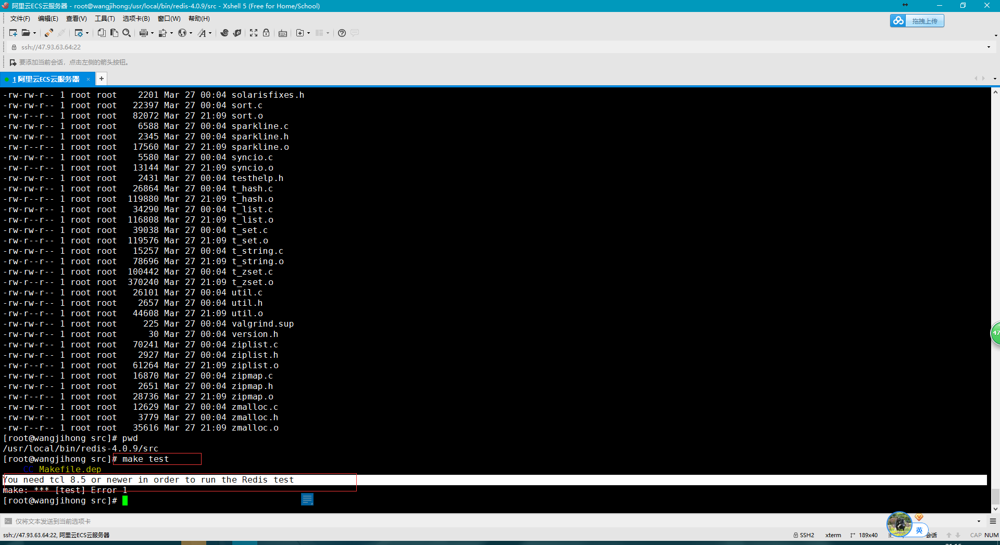 阿里云ECS云服务器 - root@wangjihong:/usr/local/bin/redis-4.0.9/src - Xshell 5 (Free for Home/School)
文件(F) 编辑(E) 查看(V) 工具(T) 选项卡(B) 窗口(W) 帮助(H)
拖拽上传
ssh://47.93.63.64:22
要添加当前会话，点击左侧的箭头按钮。
1 阿里云ECS云服务器 × +
-rw-rw-r-- 1 root root    2201 Mar 27 00:04 solarisfixes.h
-rw-rw-r-- 1 root root   22397 Mar 27 00:04 sort.c
-rw-r--r-- 1 root root   82072 Mar 27 21:09 sort.o
-rw-rw-r-- 1 root root    6588 Mar 27 00:04 sparkline.c
-rw-rw-r-- 1 root root    2345 Mar 27 00:04 sparkline.h
-rw-r--r-- 1 root root   17560 Mar 27 21:09 sparkline.o
-rw-rw-r-- 1 root root    5580 Mar 27 00:04 syncio.c
-rw-r--r-- 1 root root   13144 Mar 27 21:09 syncio.o
-rw-rw-r-- 1 root root    2431 Mar 27 00:04 testhelp.h
-rw-rw-r-- 1 root root   26864 Mar 27 00:04 t_hash.c
-rw-r--r-- 1 root root  119880 Mar 27 21:09 t_hash.o
-rw-rw-r-- 1 root root   34290 Mar 27 00:04 t_list.c
-rw-r--r-- 1 root root  116808 Mar 27 21:09 t_list.o
-rw-rw-r-- 1 root root   39038 Mar 27 00:04 t_set.c
-rw-r--r-- 1 root root  119576 Mar 27 21:09 t_set.o
-rw-rw-r-- 1 root root   15257 Mar 27 00:04 t_string.c
-rw-r--r-- 1 root root   78696 Mar 27 21:09 t_string.o
-rw-rw-r-- 1 root root  100442 Mar 27 00:04 t_zset.c
-rw-r--r-- 1 root root  370240 Mar 27 21:09 t_zset.o
-rw-rw-r-- 1 root root   26101 Mar 27 00:04 util.c
-rw-rw-r-- 1 root root    2657 Mar 27 00:04 util.h
-rw-r--r-- 1 root root   44608 Mar 27 21:09 util.o
-rw-rw-r-- 1 root root     225 Mar 27 00:04 valgrind.sup
-rw-rw-r-- 1 root root      30 Mar 27 00:04 version.h
-rw-rw-r-- 1 root root   70241 Mar 27 00:04 ziplist.c
-rw-rw-r-- 1 root root    2927 Mar 27 00:04 ziplist.h
-rw-r--r-- 1 root root   61264 Mar 27 21:09 ziplist.o
-rw-rw-r-- 1 root root   16870 Mar 27 00:04 zipmap.c
-rw-rw-r-- 1 root root    2651 Mar 27 00:04 zipmap.h
-rw-r--r-- 1 root root   28736 Mar 27 21:09 zipmap.o
-rw-rw-r-- 1 root root   12629 Mar 27 00:04 zmalloc.c
-rw-rw-r-- 1 root root    3779 Mar 27 00:04 zmalloc.h
-rw-r--r-- 1 root root   35616 Mar 27 21:09 zmalloc.o
[root@wangjihong src]# pwd
/usr/local/bin/redis-4.0.9/src
[root@wangjihong src]# make test
    CC Makefile.dep
You need tcl 8.5 or newer in order to run the Redis test
make: *** [test] Error 1
[root@wangjihong src]#
47
仅将文本发送到当前选项卡
英
ssh://47.93.63.64:22, 阿里云ECS云服务器 SSH2 xterm 189x40 会话 CAP NUM